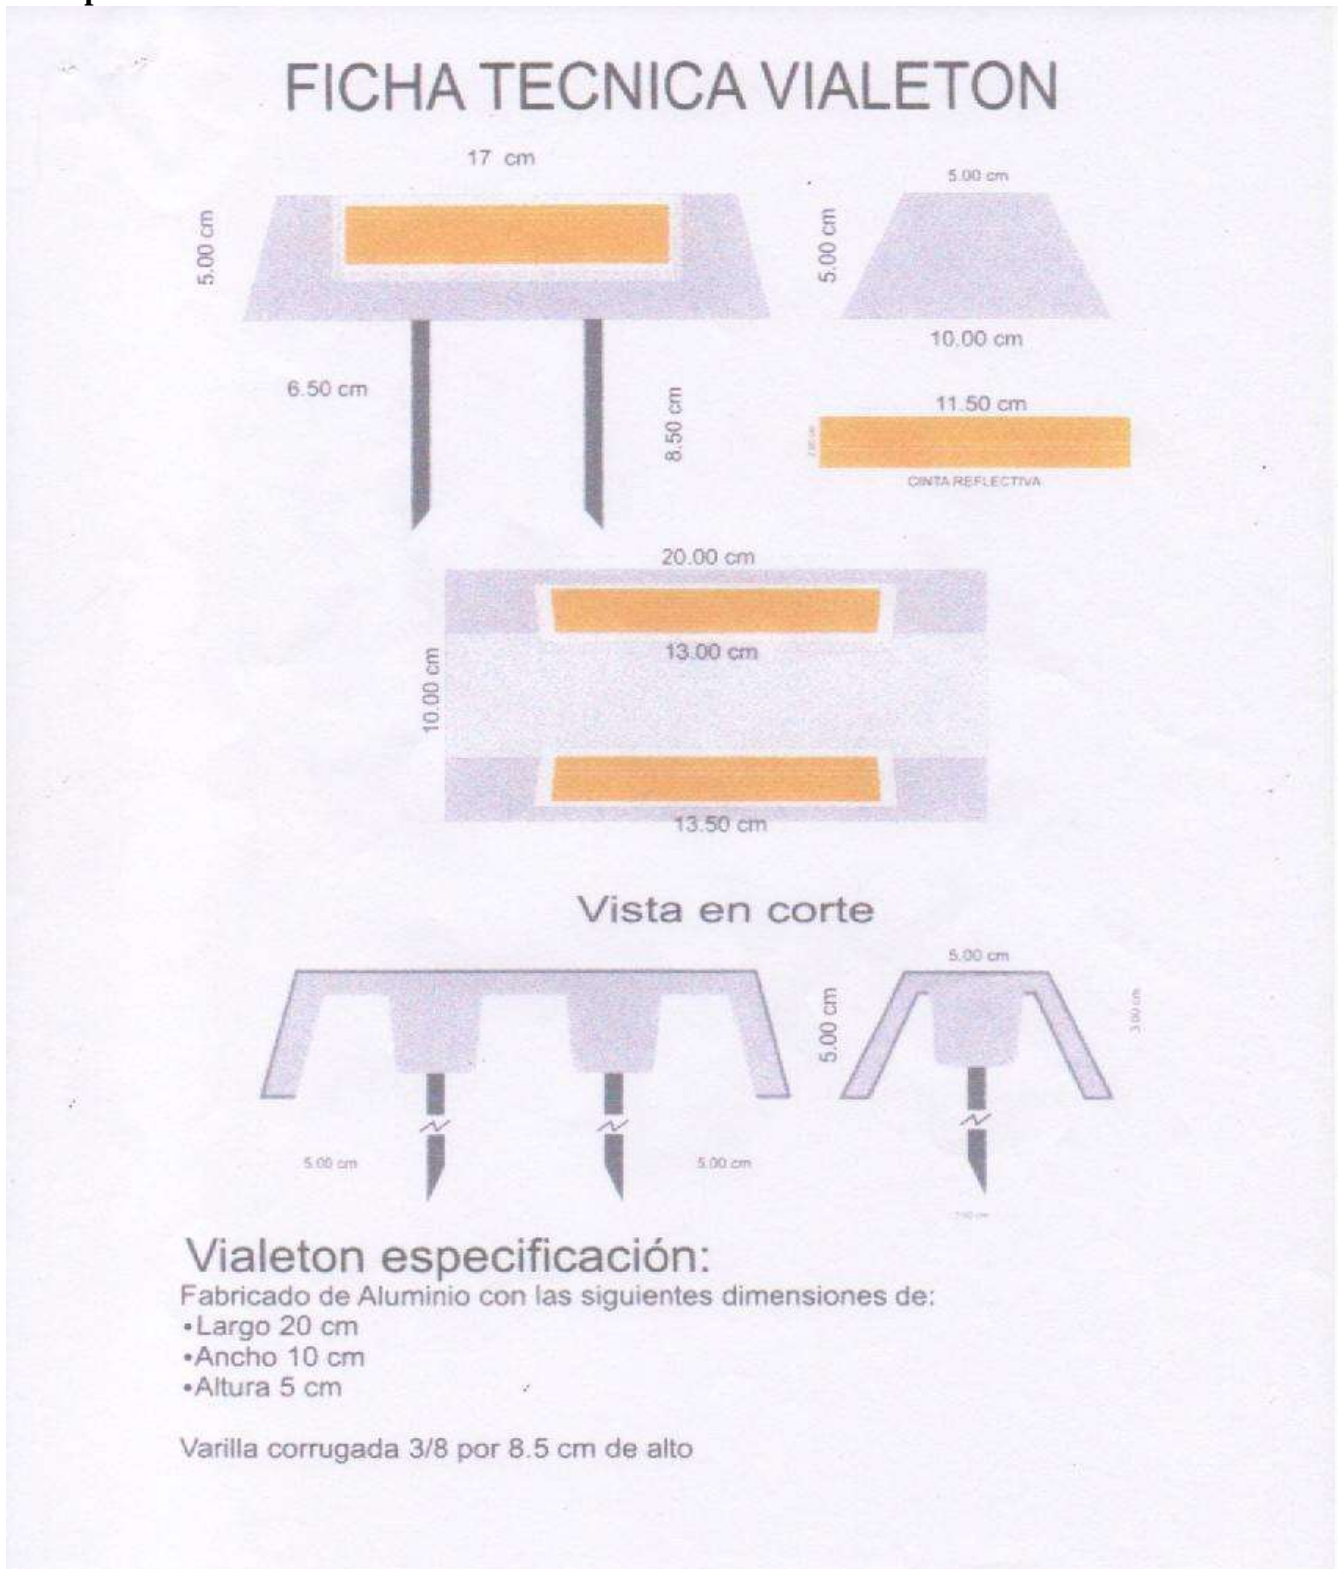 FICHA TECNICA VIALETON
17 cm
5.00 cm
5.00 cm
5.00 cm
10.00 cm
6.50 cm
8.50 cm
11.50 cm
CINTA REFLECTIVA
20.00 cm
13.00 cm
10.00 cm
13.50 cm
Vista en corte
5.00 cm
5.00 cm
3.00 cm
5.00 cm
5.00 cm
Vialeton especificación:
Fabricado de Aluminio con las siguientes dimensiones de:
•Largo 20 cm
•Ancho 10 cm
•Altura 5 cm
Varilla corrugada 3/8 por 8.5 cm de alto